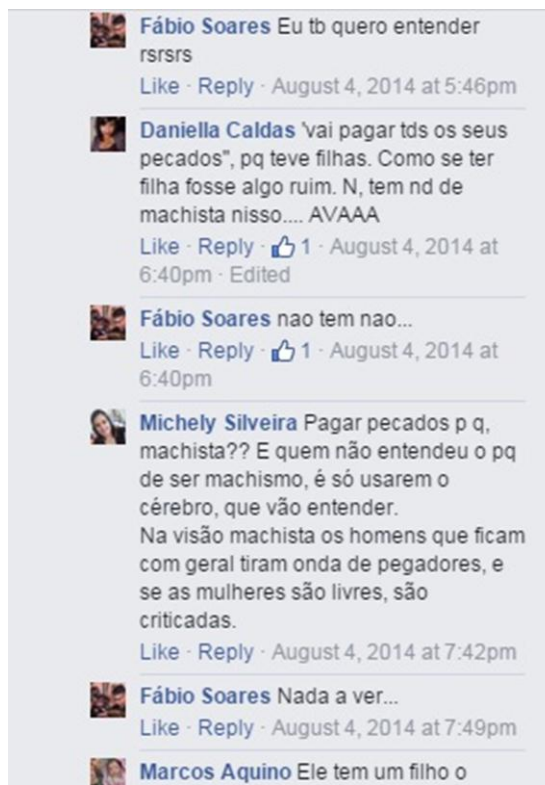 Fábio Soares Eu tb quero entender
rsrsrs
Like · Reply · August 4, 2014 at 5:46pm
Daniella Caldas 'vai pagar tds os seus
pecados", pq teve filhas. Como se ter
filha fosse algo ruim. N, tem nd de
machista nisso.... AVAAA
Like · Reply · 1 · August 4, 2014 at
6:40pm · Edited
Fábio Soares nao tem nao...
Like · Reply · 1 · August 4, 2014 at
6:40pm
Michely Silveira Pagar pecados p q,
machista?? E quem não entendeu o pq
de ser machismo, é só usarem o
cérebro, que vão entender.
Na visão machista os homens que ficam
com geral tiram onda de pegadores, e
se as mulheres são livres, são
criticadas.
Like · Reply · August 4, 2014 at 7:42pm
Fábio Soares Nada a ver...
Like · Reply · August 4, 2014 at 7:49pm
Marcos Aquino Ele tem um filho o